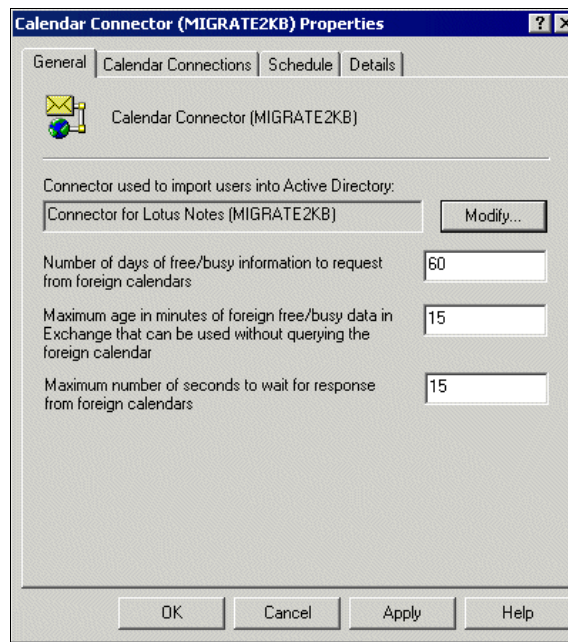 Calendar Connector (MIGRATE2KB) Properties
General Calendar Connections Schedule Details
Calendar Connector (MIGRATE2KB)
Connector used to import users into Active Directory:
Connector for Lotus Notes (MIGRATE2KB) Modify...
Number of days of free/busy information to request 60
from foreign calendars
Maximum age in minutes of foreign free/busy data in 15
Exchange that can be used without querying the
foreign calendar
Maximum number of seconds to wait for response 15
from foreign calendars
OK Cancel Apply Help